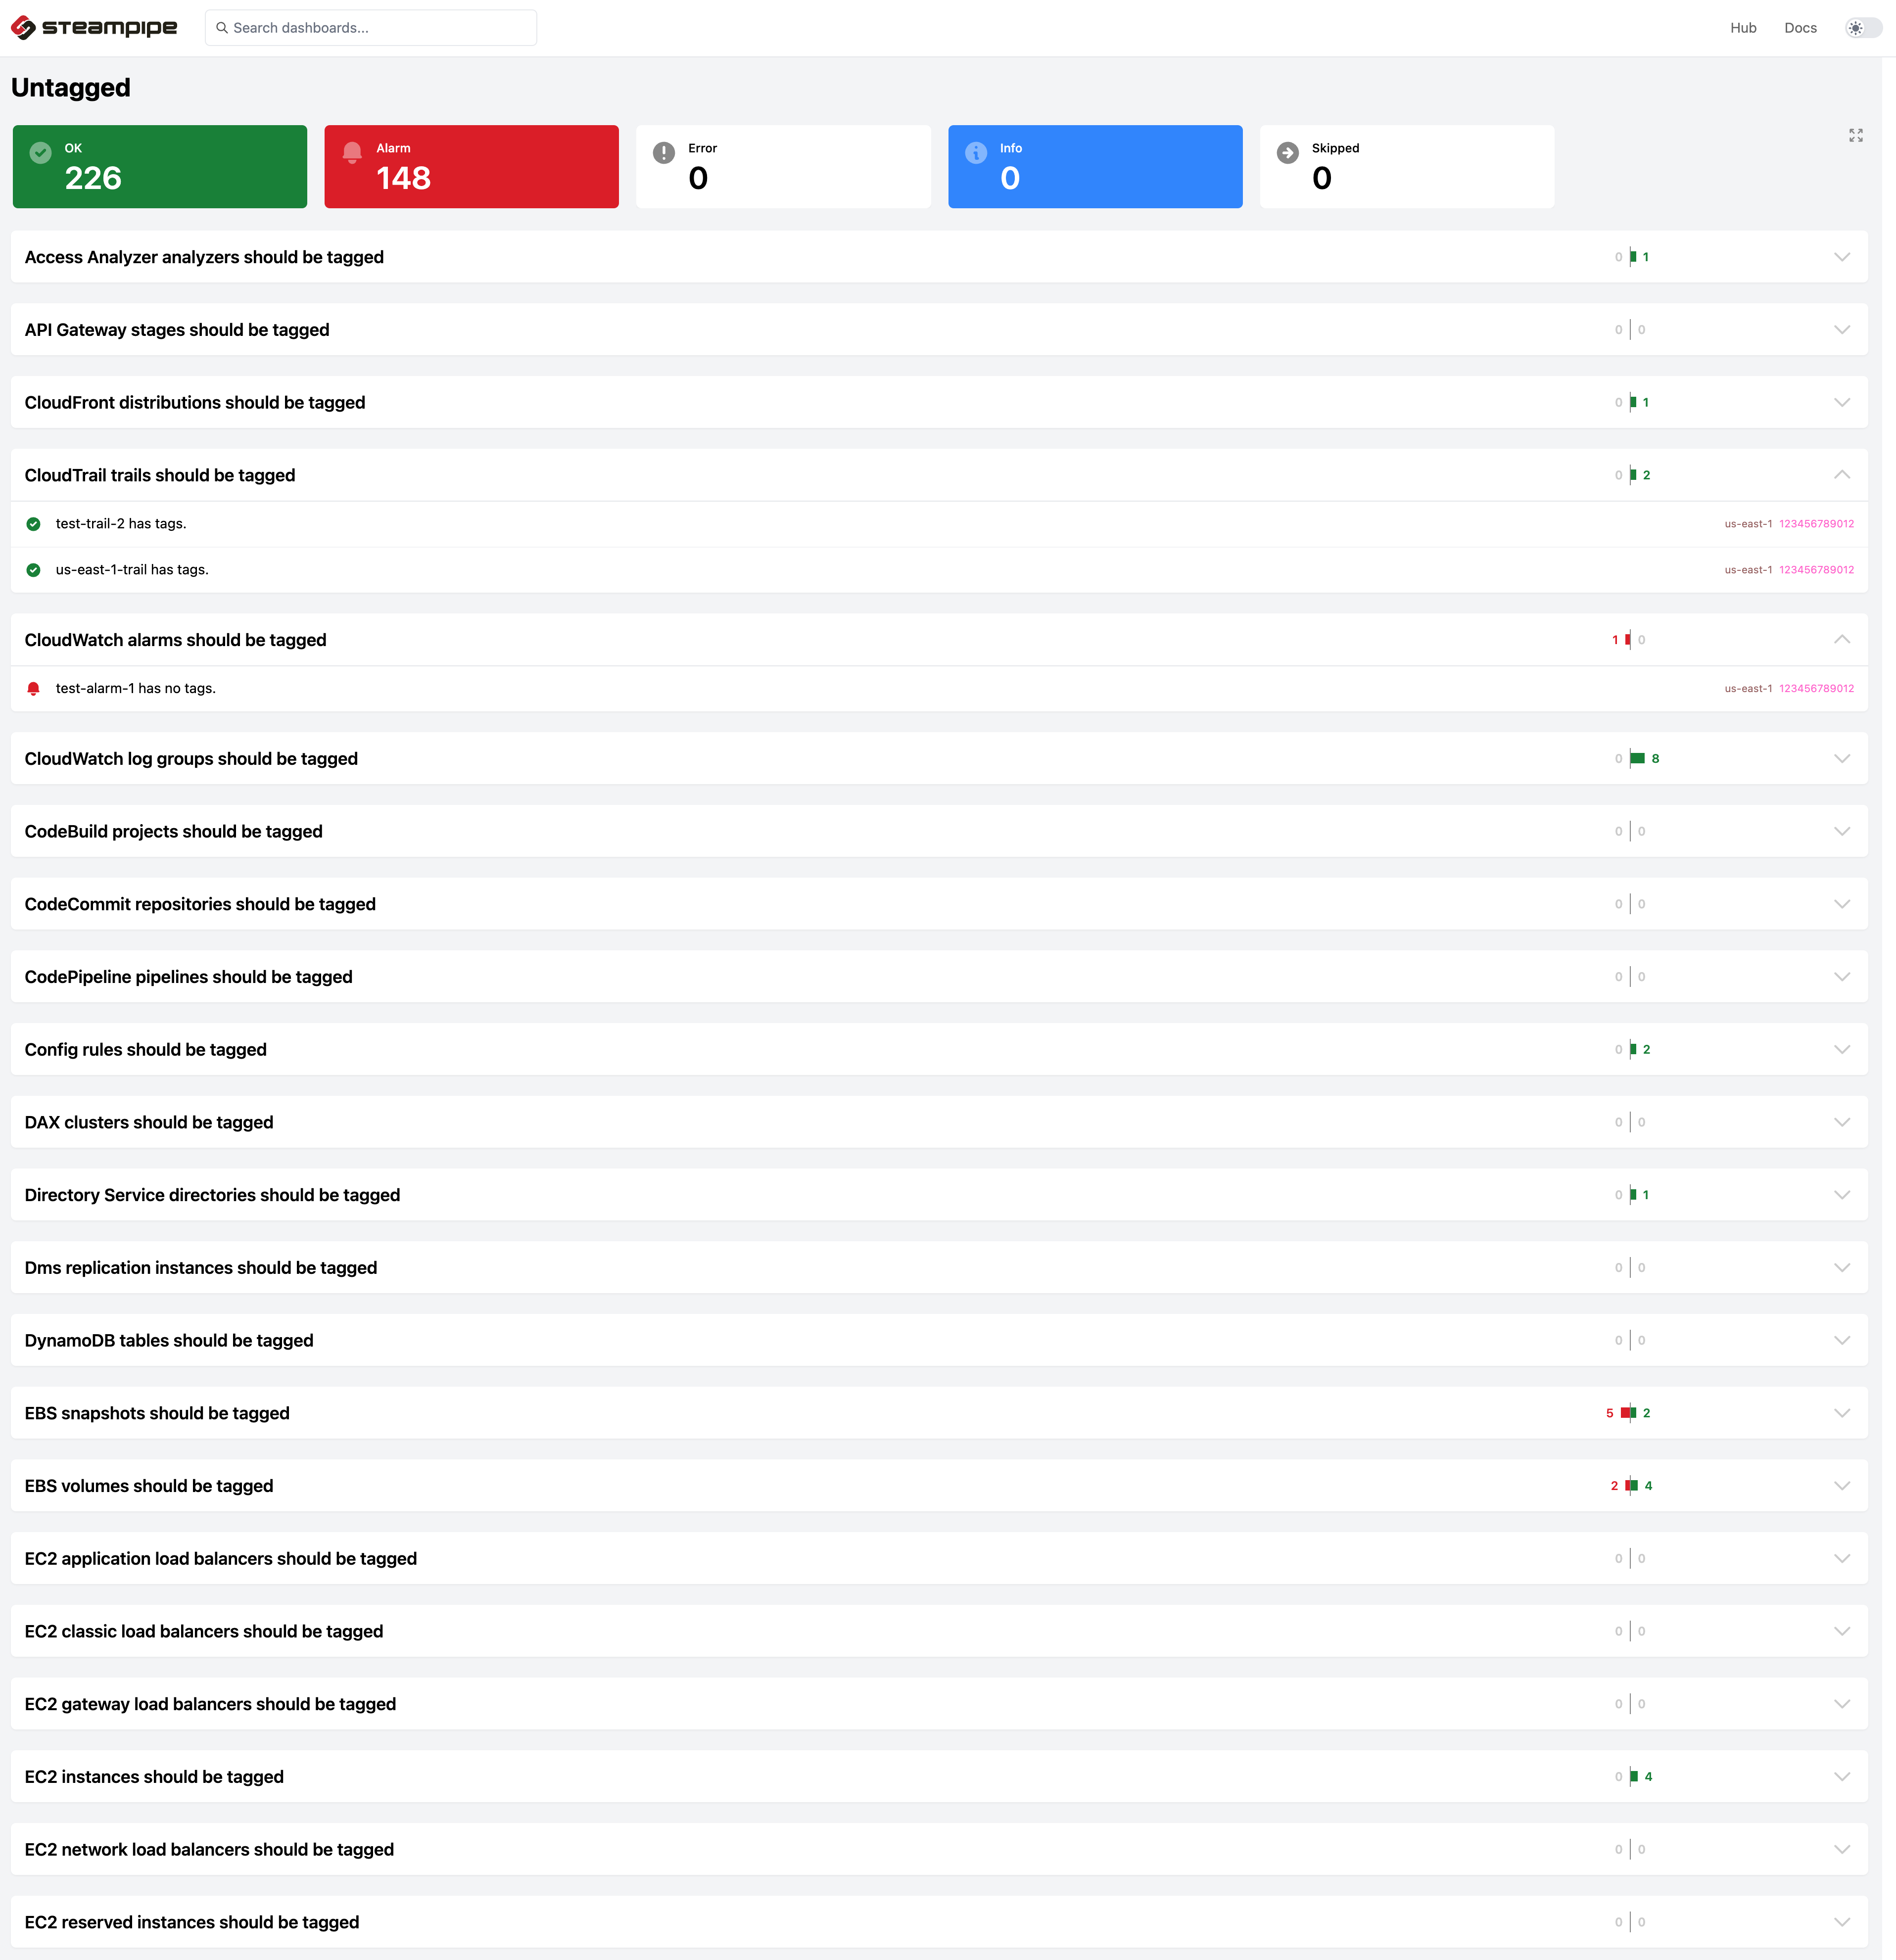 steampipe
Search dashboards...
Hub
Docs
Untagged
OK
226
Alarm
148
Error
0
Info
0
Skipped
0
Access Analyzer analyzers should be tagged 0 1
API Gateway stages should be tagged 0 0
CloudFront distributions should be tagged 0 1
CloudTrail trails should be tagged 0 2
test-trail-2 has tags. us-east-1 123456789012
us-east-1-trail has tags. us-east-1 123456789012
CloudWatch alarms should be tagged 1 0
test-alarm-1 has no tags. us-east-1 123456789012
CloudWatch log groups should be tagged 0 8
CodeBuild projects should be tagged 0 0
CodeCommit repositories should be tagged 0 0
CodePipeline pipelines should be tagged 0 0
Config rules should be tagged 0 2
DAX clusters should be tagged 0 0
Directory Service directories should be tagged 0 1
Dms replication instances should be tagged 0 0
DynamoDB tables should be tagged 0 0
EBS snapshots should be tagged 5 2
EBS volumes should be tagged 2 4
EC2 application load balancers should be tagged 0 0
EC2 classic load balancers should be tagged 0 0
EC2 gateway load balancers should be tagged 0 0
EC2 instances should be tagged 0 4
EC2 network load balancers should be tagged 0 0
EC2 reserved instances should be tagged 0 0